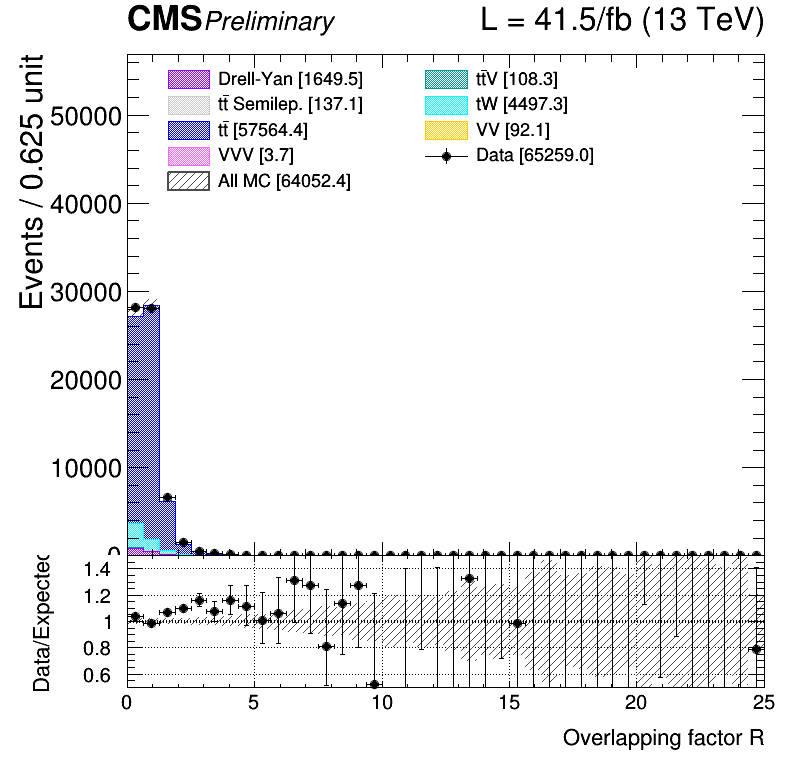 CMS Preliminary L = 41.5/fb (13 TeV)
Events / 0.625 unit
Drell-Yan [1649.5]
tt̄ Semilep. [137.1]
tt̄ [57564.4]
VVV [3.7]
All MC [64052.4]
tt̄V [108.3]
tW [4497.3]
VV [92.1]
Data [65259.0]
50000
40000
30000
20000
10000
0
Data/Expected
1.4
1.2
1
0.8
0.6
0 5 10 15 20 25
Overlapping factor R